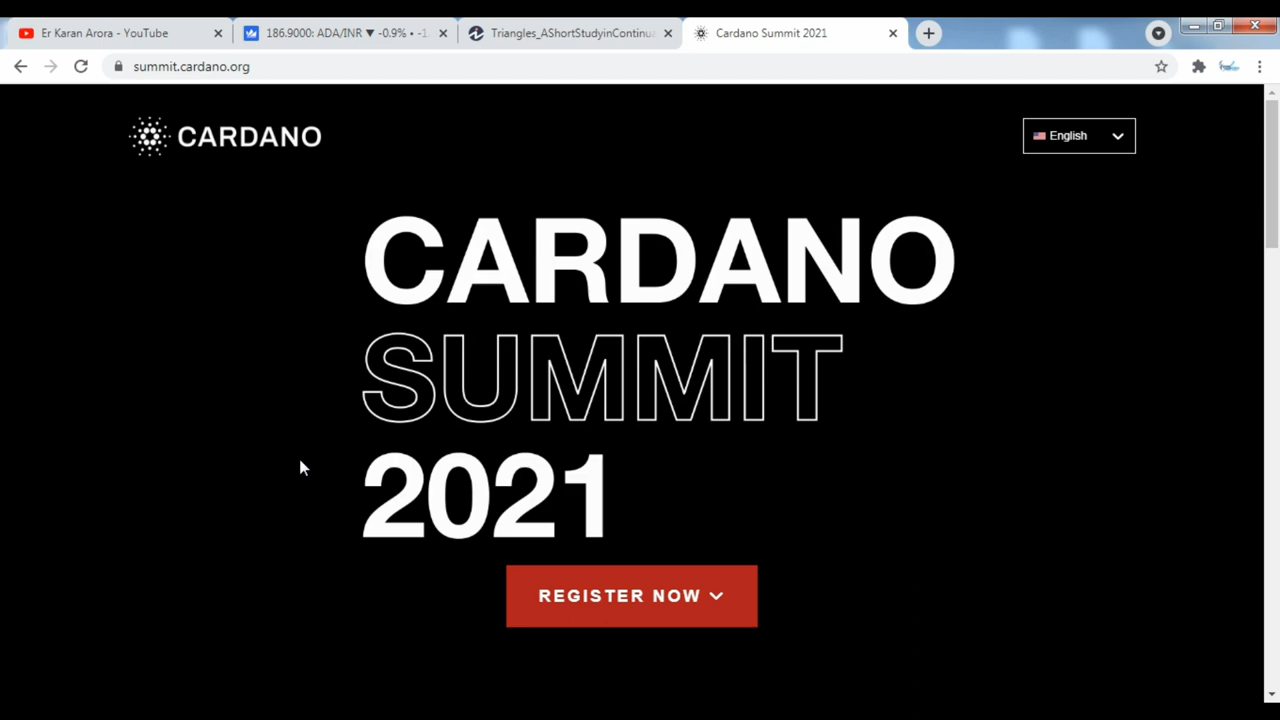 Er Karan Arora - YouTube
186.9000: ADA/INR ▼ -0.9% • -1.
Triangles_AShortStudyinContinua
Cardano Summit 2021
summit.cardano.org
CARDANO
English
CARDANO
SUMMIT
2021
REGISTER NOW